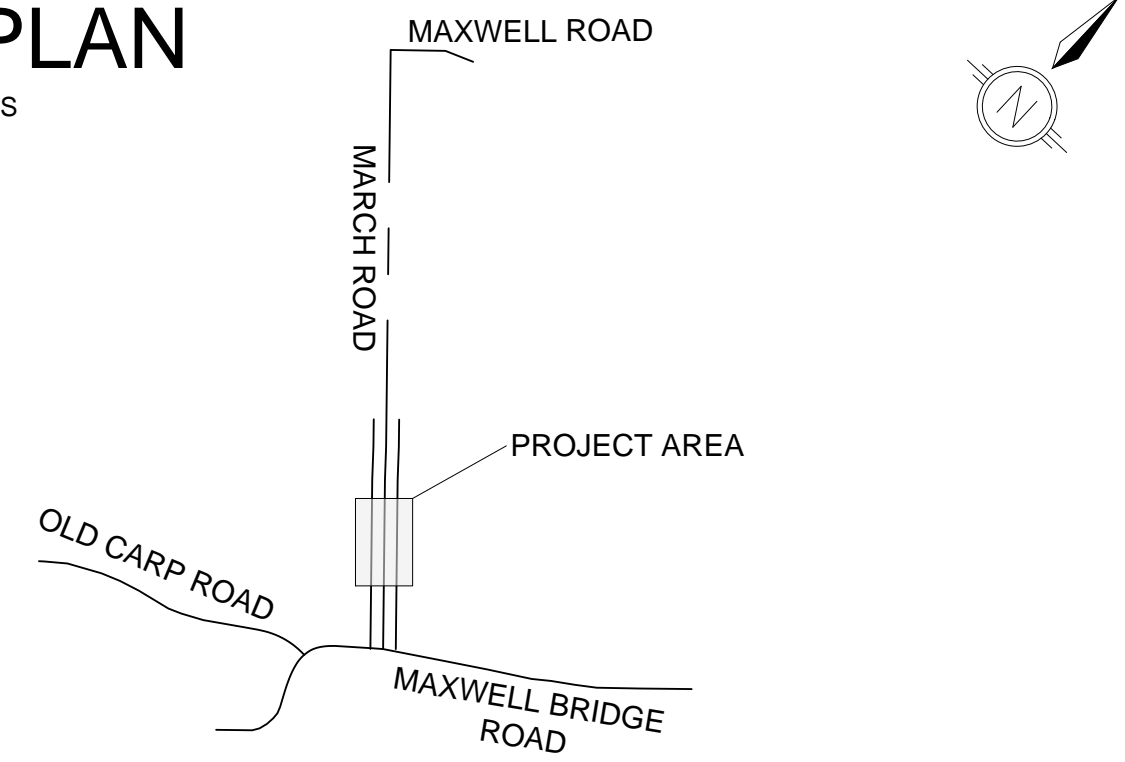 PLAN
S
MAXWELL ROAD
N
MARCH ROAD
PROJECT AREA
OLD CARP ROAD
MAXWELL BRIDGE
ROAD